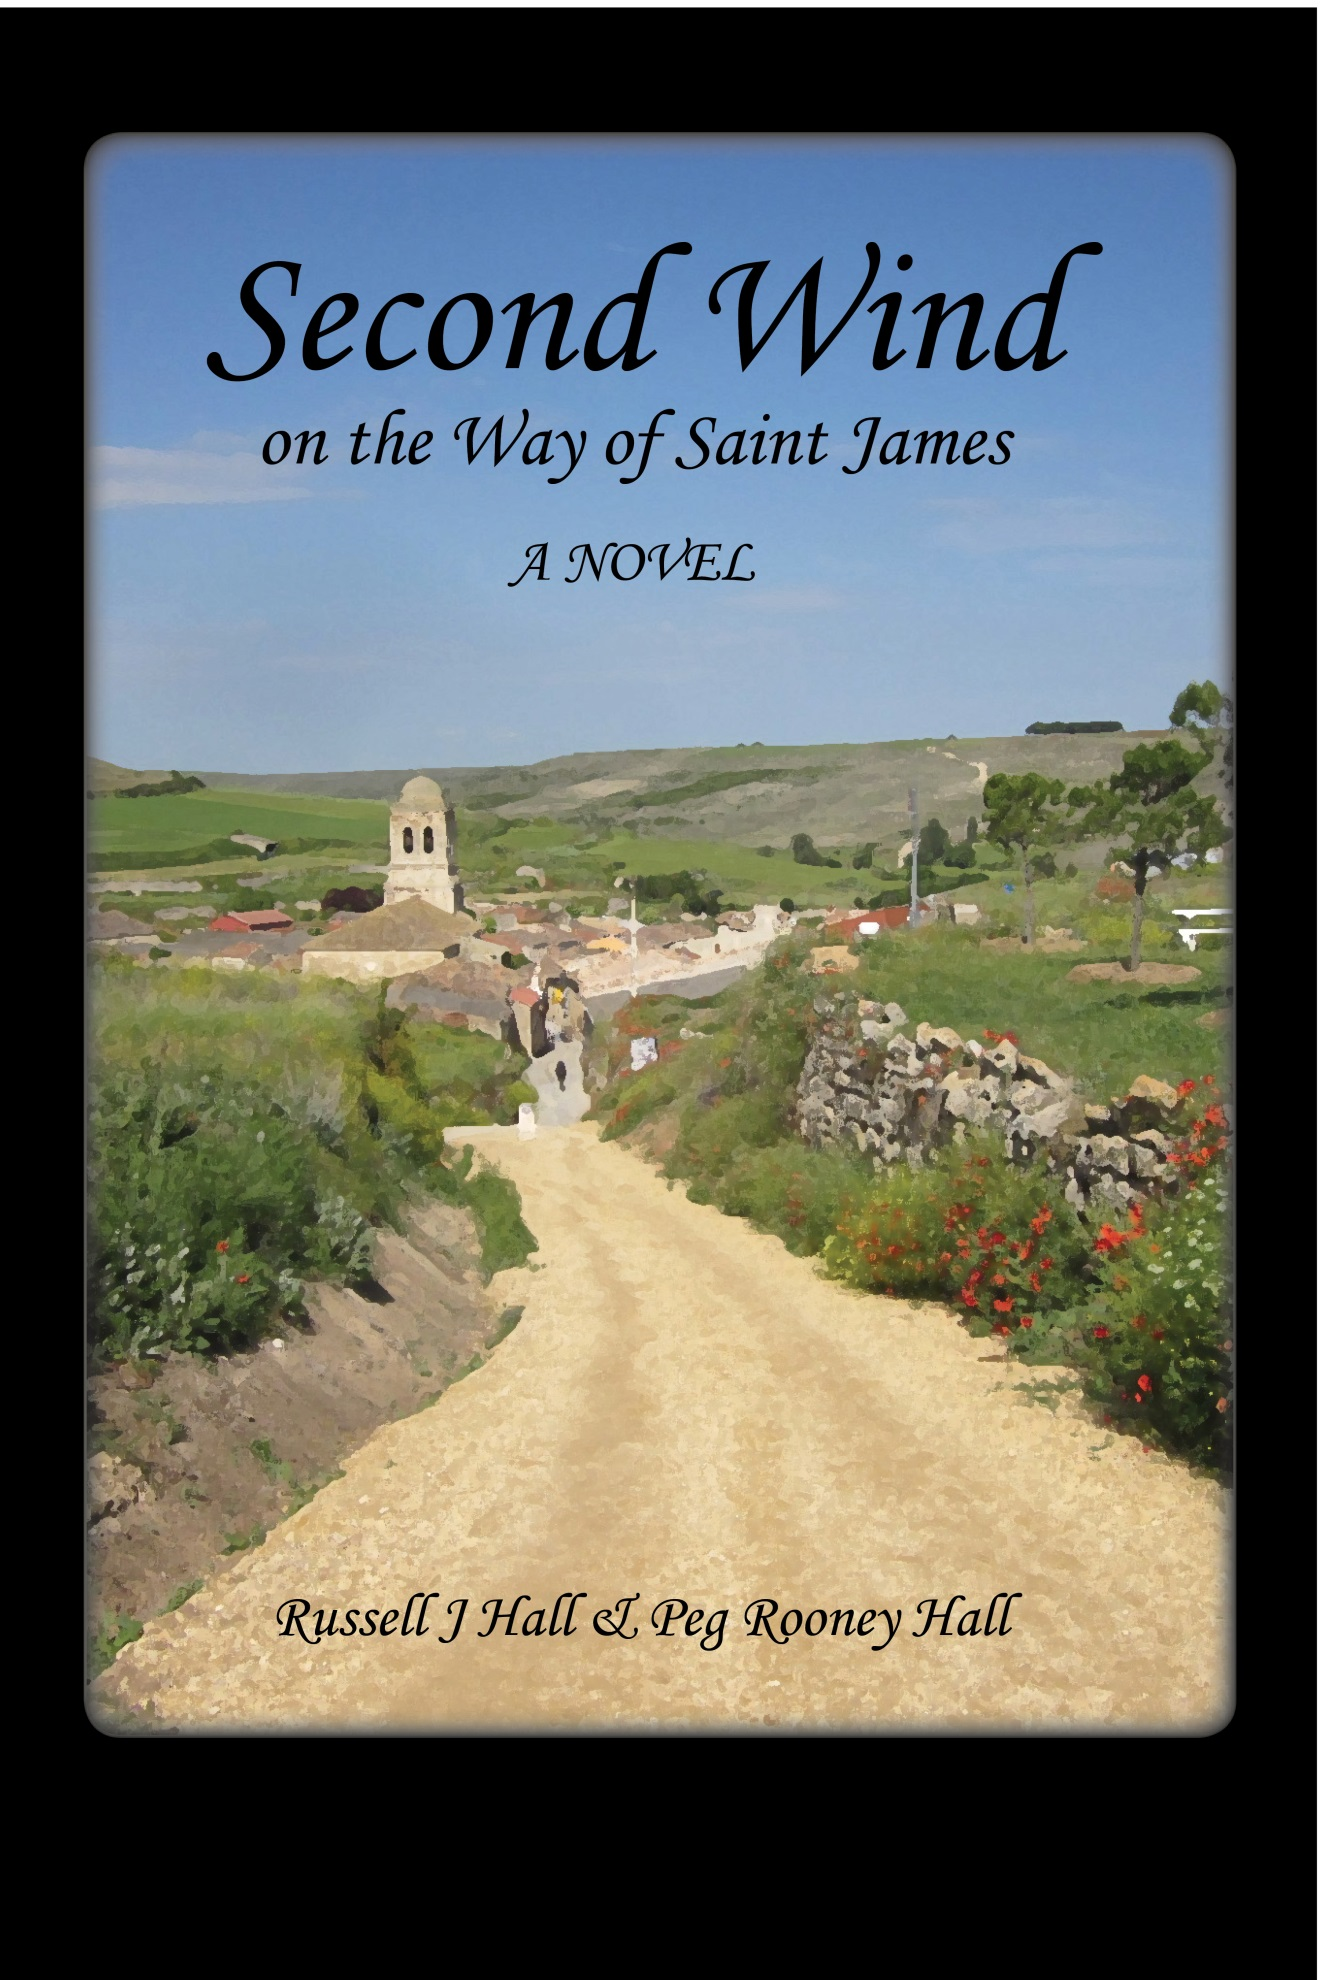 Second Wind
on the Way of Saint James
A NOVEL
Russell J Hall & Peg Rooney Hall